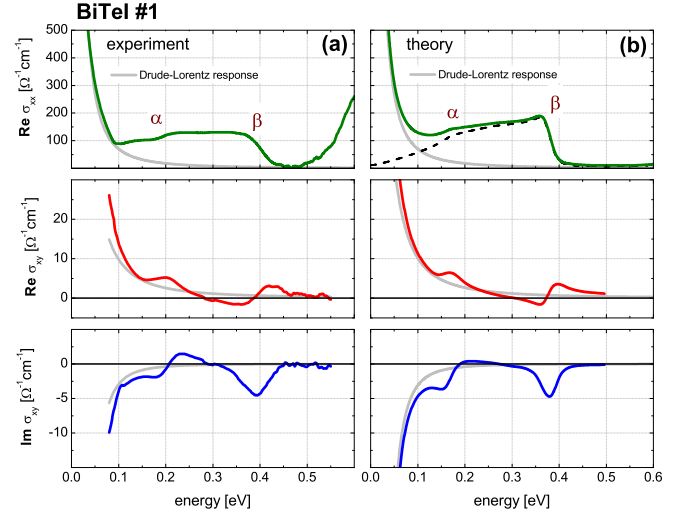 BiTeI #1
experiment
(a)
theory
(b)
Drude-Lorentz response
Drude-Lorentz response
α
β
α
β
Re σxx [Ω-1cm-1]
500
400
300
200
100
Re σxy [Ω-1cm-1]
20
10
0
Im σxy [Ω-1cm-1]
0
-5
-10
0.0 0.1 0.2 0.3 0.4 0.5
0.0 0.1 0.2 0.3 0.4 0.5 0.6
energy [eV]
energy [eV]